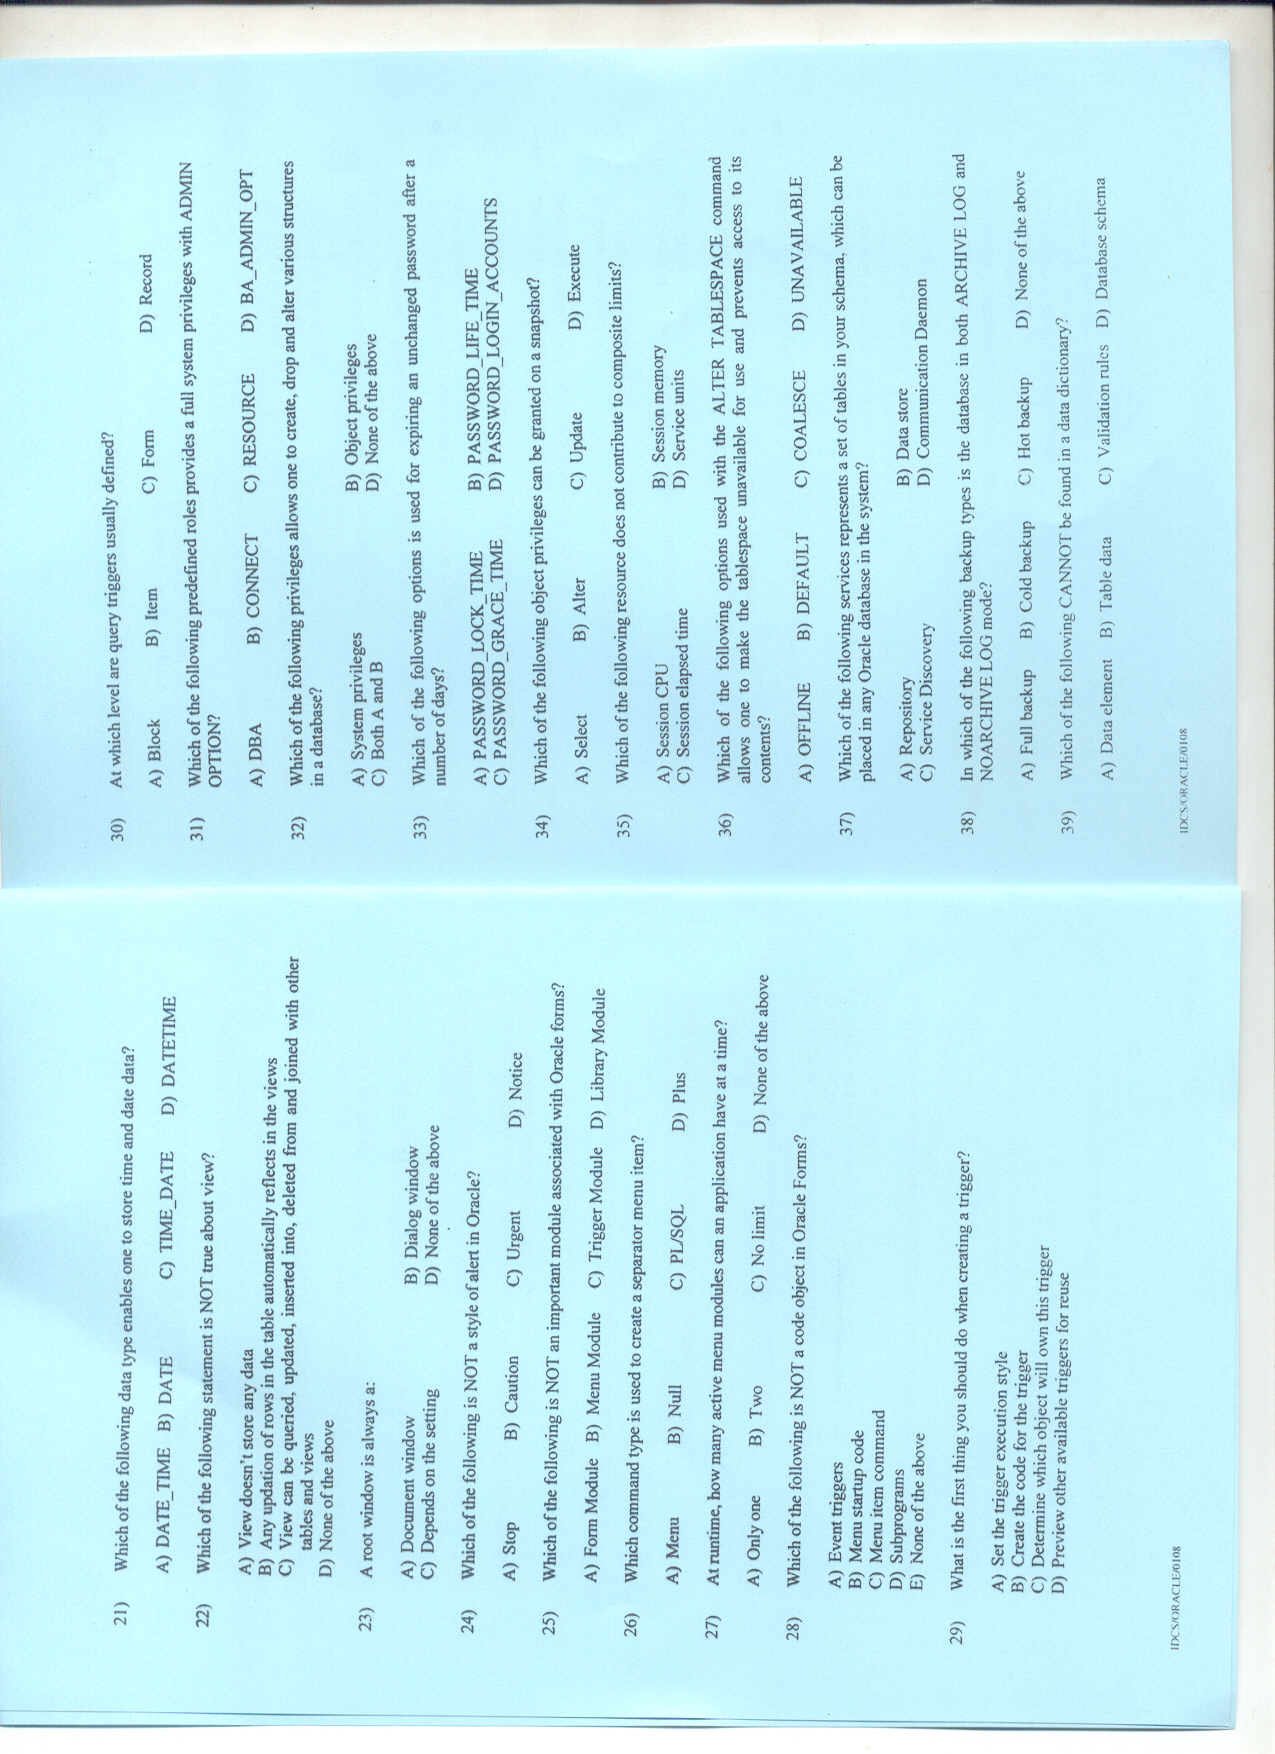 21) Which of the following data type enables one to store time and date data?
A) DATE_TIME B) DATE C) TIME_DATE D) DATETIME
22) Which of the following statement is NOT true about view?
A) View doesn't store any data
B) Any updation of rows in the table automatically reflects in the views
C) View can be queried, updated, inserted into, deleted from and joined with other
tables and views
D) None of the above
23) A root window is always a:
A) Document window B) Dialog window
C) Depends on the setting D) None of the above
24) Which of the following is NOT a style of alert in Oracle?
A) Stop B) Caution C) Urgent D) Notice
25) Which of the following is NOT an important module associated with Oracle forms?
A) Form Module B) Menu Module C) Trigger Module D) Library Module
26) Which command type is used to create a separator menu item?
A) Menu B) Null C) PL/SQL D) Plus
27) At runtime, how many active menu modules can an application have at a time?
A) Only one B) Two C) No limit D) None of the above
28) Which of the following is NOT a code object in Oracle Forms?
A) Event triggers
B) Menu startup code
C) Menu item command
D) Subprograms
E) None of the above
29) What is the first thing you should do when creating a trigger?
A) Set the trigger execution style
B) Create the code for the trigger
C) Determine which object will own this trigger
D) Preview other available triggers for reuse
IDCS/ORACLE/0108
30) At which level are query triggers usually defined?
A) Block B) Item C) Form D) Record
31) Which of the following predefined roles provides a full system privileges with ADMIN
OPTION?
A) DBA B) CONNECT C) RESOURCE D) BA_ADMIN_OPT
32) Which of the following privileges allows one to create, drop and alter various structures
in a database?
A) System privileges B) Object privileges
C) Both A and B D) None of the above
33) Which of the following options is used for expiring an unchanged password after a
number of days?
A) PASSWORD_LOCK_TIME B) PASSWORD_LIFE_TIME
C) PASSWORD_GRACE_TIME D) PASSWORD_LOGIN_ACCOUNTS
34) Which of the following object privileges can be granted on a snapshot?
A) Select B) Alter C) Update D) Execute
35) Which of the following resource does not contribute to composite limits?
A) Session CPU B) Session memory
C) Session elapsed time D) Service units
36) Which of the following options used with the ALTER TABLESPACE command
allows one to make the tablespace unavailable for use and prevents access to its
contents?
A) OFFLINE B) DEFAULT C) COALESCE D) UNAVAILABLE
37) Which of the following services represents a set of tables in your schema, which can be
placed in any Oracle database in the system?
A) Repository B) Data store
C) Service Discovery D) Communication Daemon
38) In which of the following backup types is the database in both ARCHIVE LOG and
NOARCHIVE LOG mode?
A) Full backup B) Cold backup C) Hot backup D) None of the above
39) Which of the following CANNOT be found in a data dictionary?
A) Data element B) Table data C) Validation rules D) Database schema
IDCS/ORACLE/0108